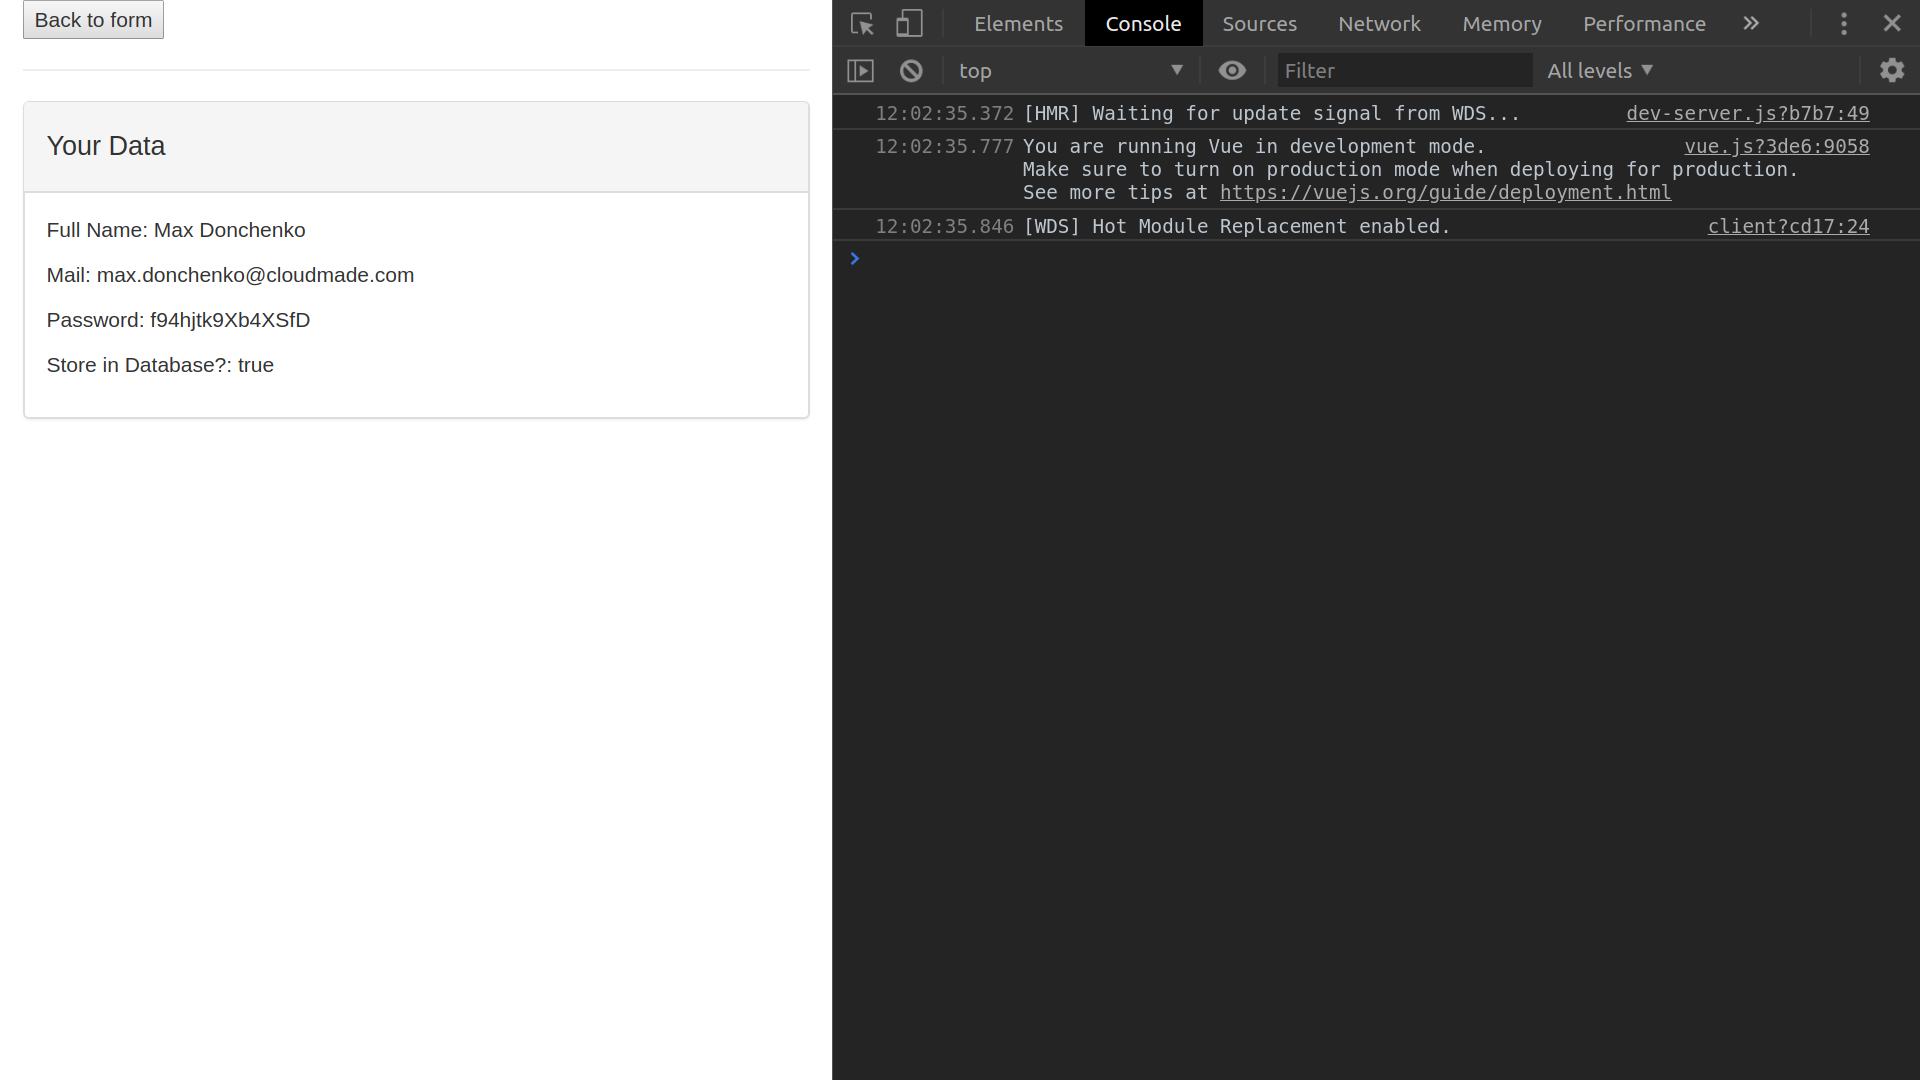 Back to form
Your Data
Full Name: Max Donchenko
Mail: max.donchenko@cloudmade.com
Password: f94hjtk9Xb4XSfD
Store in Database?: true
Elements Console Sources Network Memory Performance
top Filter All levels
12:02:35.372 [HMR] Waiting for update signal from WDS... dev-server.js?b7b7:49
12:02:35.777 You are running Vue in development mode. vue.js?3de6:9058
Make sure to turn on production mode when deploying for production.
See more tips at https://vuejs.org/guide/deployment.html
12:02:35.846 [WDS] Hot Module Replacement enabled. client?cd17:24